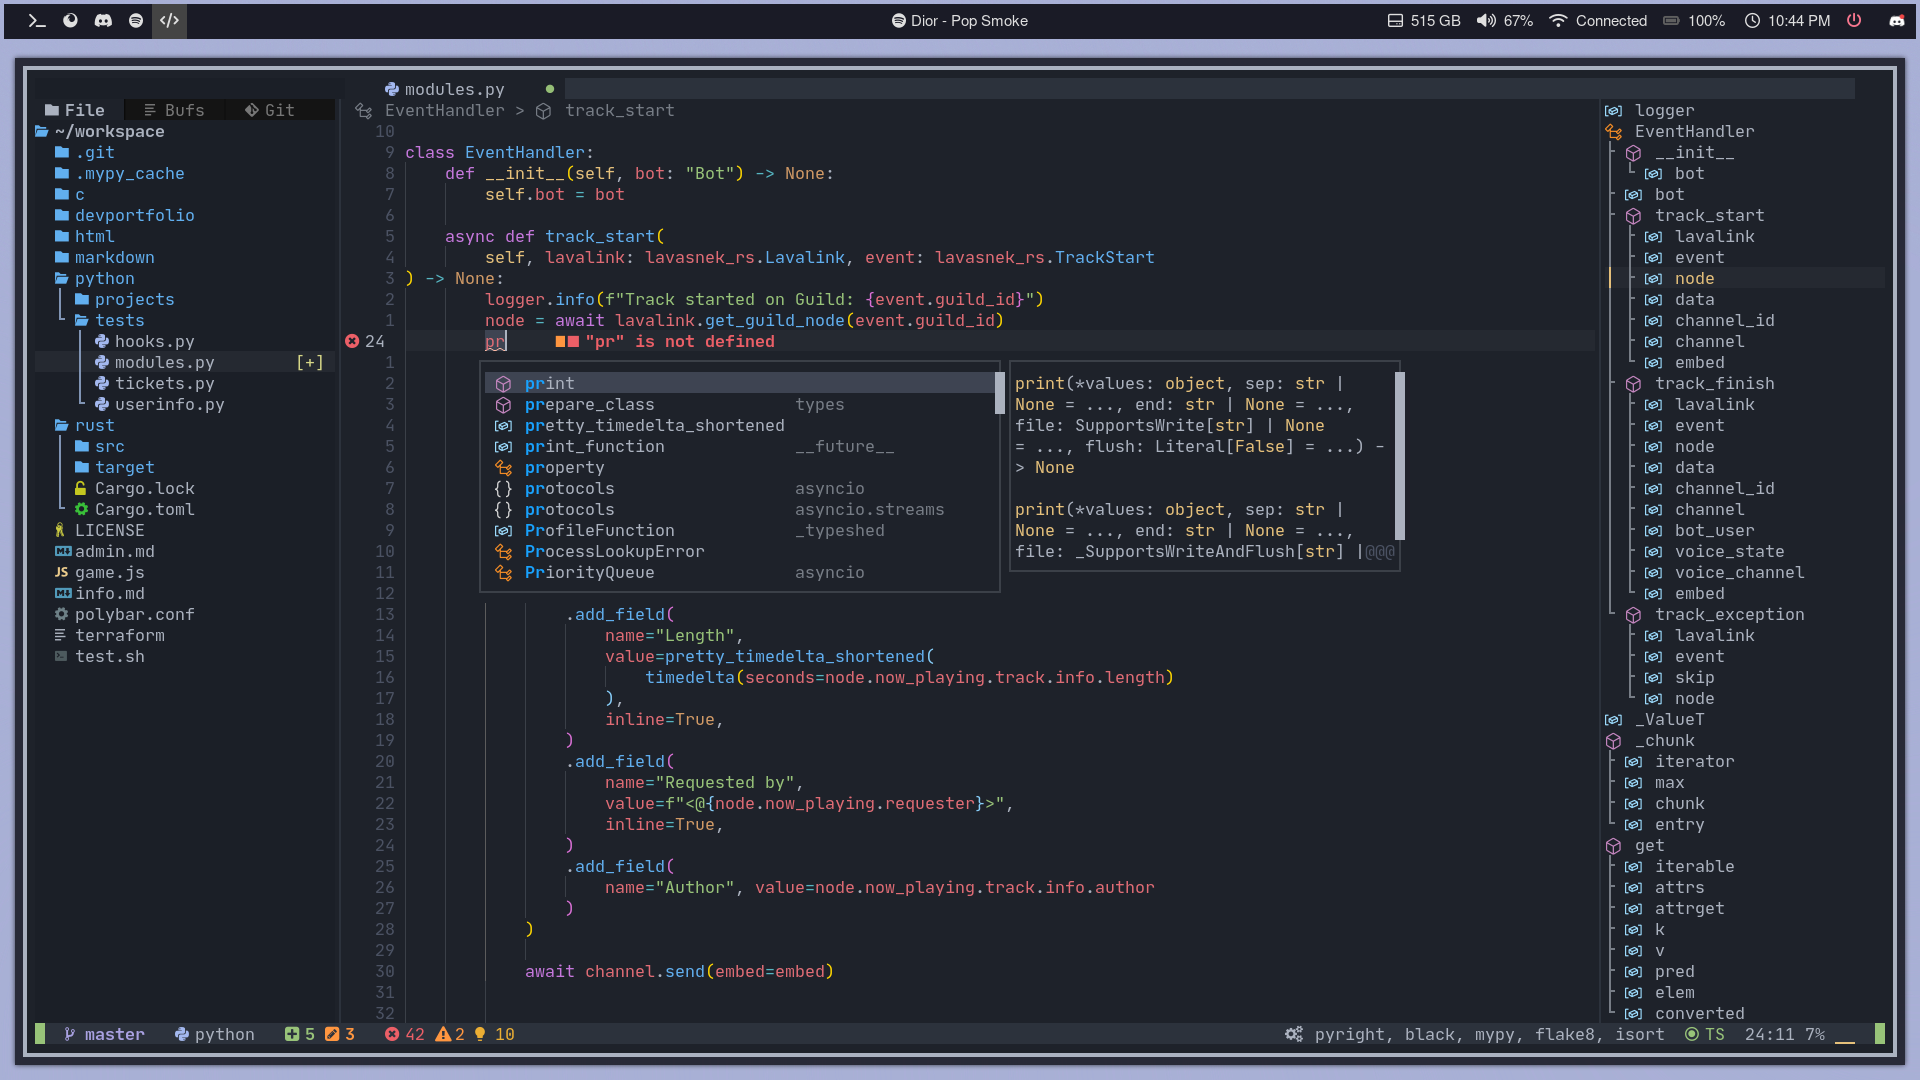 Dior - Pop Smoke
515 GB 67% Connected 100% 10:44 PM
File Bufs Git
~/workspace
.git
.mypy_cache
c
devportfolio
html
markdown
python
projects
tests
hooks.py
modules.py [+]
tickets.py
userinfo.py
rust
src
target
Cargo.lock
Cargo.toml
LICENSE
admin.md
JS game.js
info.md
polybar.conf
terraform
test.sh
modules.py
EventHandler > track_start
10
9 class EventHandler:
8 def __init__(self, bot: "Bot") -> None:
7 self.bot = bot
6
5 async def track_start(
4 self, lavalink: lavasnek_rs.Lavalink, event: lavasnek_rs.TrackStart
3 ) -> None:
2 logger.info(f"Track started on Guild: {event.guild_id}")
1 node = await lavalink.get_guild_node(event.guild_id)
24 pr "pr" is not defined
1
2 print
3 prepare_class types
4 pretty_timedelta_shortened
5 print_function __future__
6 property
7 protocols asyncio
8 protocols asyncio.streams
9 ProfileFunction _typeshed
10 ProcessLookupError
11 PriorityQueue asyncio
print(*values: object, sep: str |
None = ..., end: str | None = ...,
file: SupportsWrite[str] | None
= ..., flush: Literal[False] = ...) -
> None
print(*values: object, sep: str |
None = ..., end: str | None = ...,
file: _SupportsWriteAndFlush[str] |@@@
12
13 .add_field(
14 name="Length",
15 value=pretty_timedelta_shortened(
16 timedelta(seconds=node.now_playing.track.info.length)
17 ),
18 inline=True,
19 )
20 .add_field(
21 name="Requested by",
22 value=f"<@{node.now_playing.requester}>",
23 inline=True,
24 )
25 .add_field(
26 name="Author", value=node.now_playing.track.info.author
27 )
28 )
29
30 await channel.send(embed=embed)
31
32
logger
EventHandler
__init__
bot
bot
track_start
lavalink
event
node
data
channel_id
channel
embed
track_finish
lavalink
event
node
data
channel_id
channel
bot_user
voice_state
voice_channel
embed
track_exception
lavalink
event
skip
node
_ValueT
_chunk
iterator
max
chunk
entry
get
iterable
attrs
attrget
k
v
pred
elem
converted
master python 5 3 42 2 10 pyright, black, mypy, flake8, isort TS 24:11 7% __